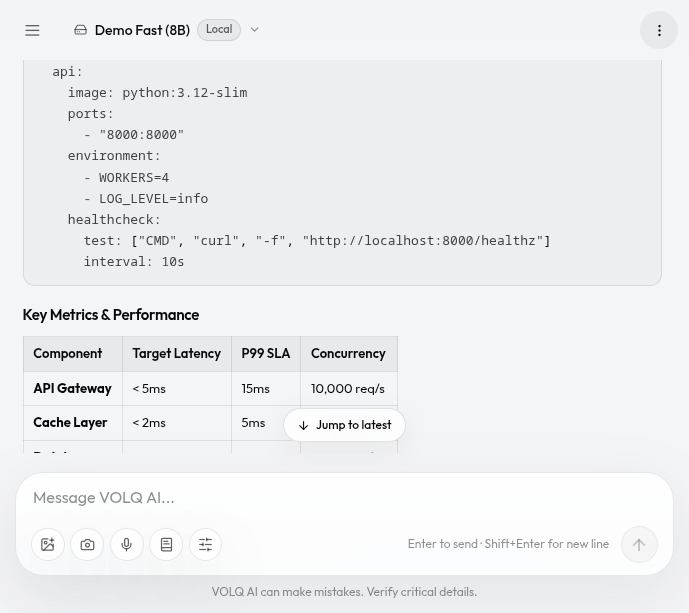 Demo Fast (8B) Local
api:
image: python:3.12-slim
ports:
- "8000:8000"
environment:
- WORKERS=4
- LOG_LEVEL=info
healthcheck:
test: ["CMD", "curl", "-f", "http://localhost:8000/healthz"]
interval: 10s
Key Metrics & Performance
Component Target Latency P99 SLA Concurrency
API Gateway < 5ms 15ms 10,000 req/s
Cache Layer < 2ms 5ms
Jump to latest
Message VOLQ AI...
Enter to send · Shift+Enter for new line
VOLQ AI can make mistakes. Verify critical details.